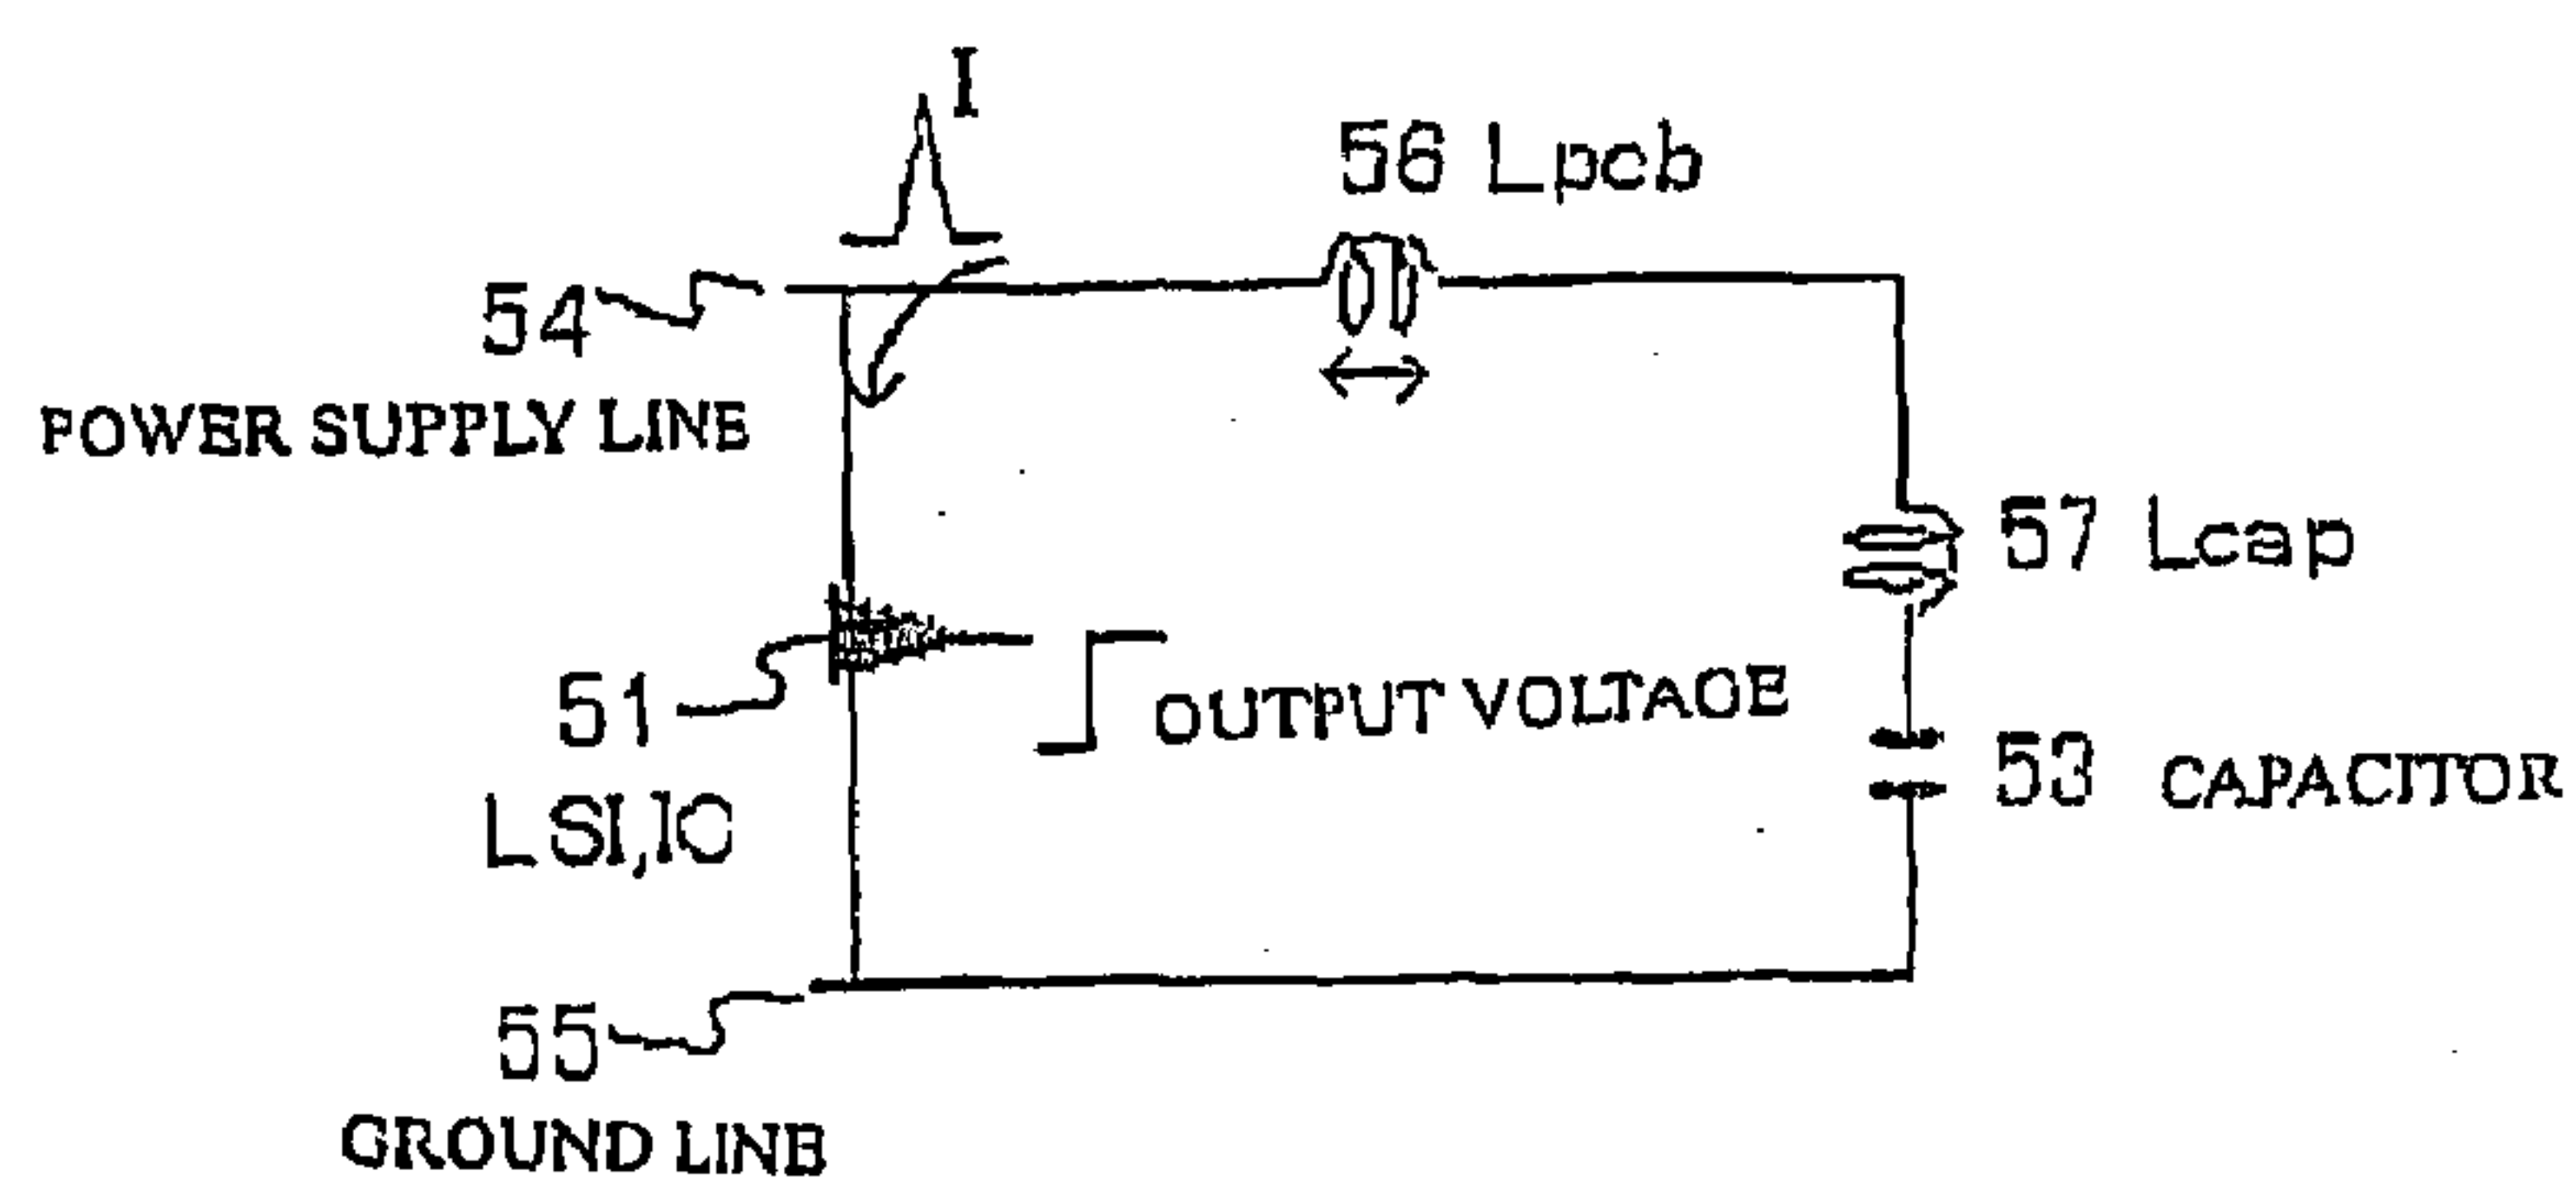 I
56 Lpcb
54
POWER SUPPLY LINE
57 Lcap
51
LSI,IC
OUTPUT VOLTAGE
53 CAPACITOR
55
GROUND LINE